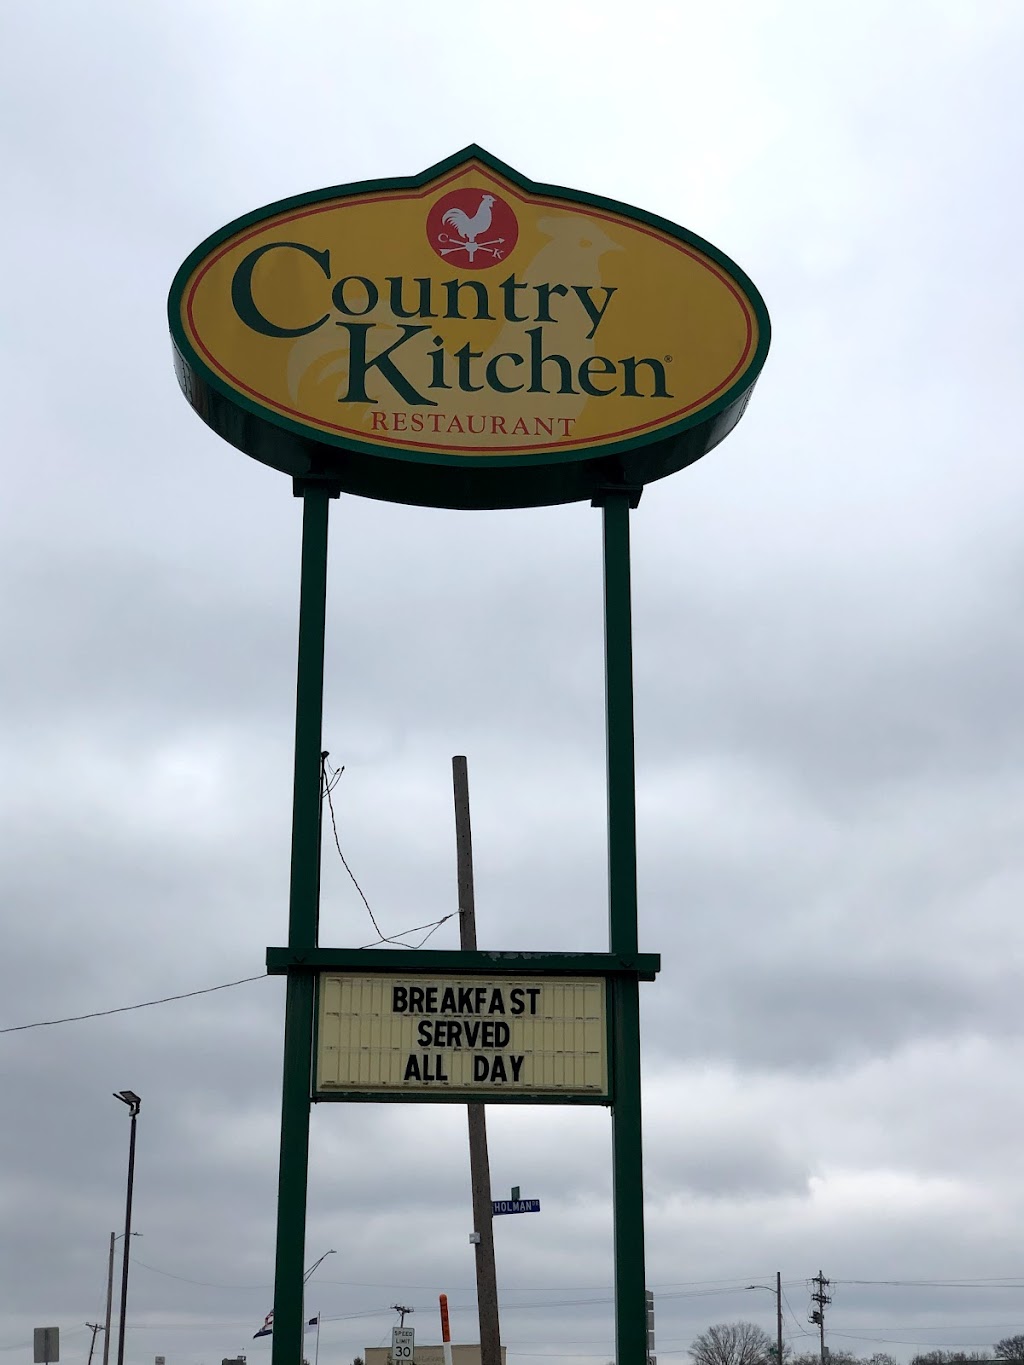 C K
Country
Kitchen®
RESTAURANT
BREAKFAST
SERVED
ALL DAY
HOLMAN
SPEED
LIMIT
30